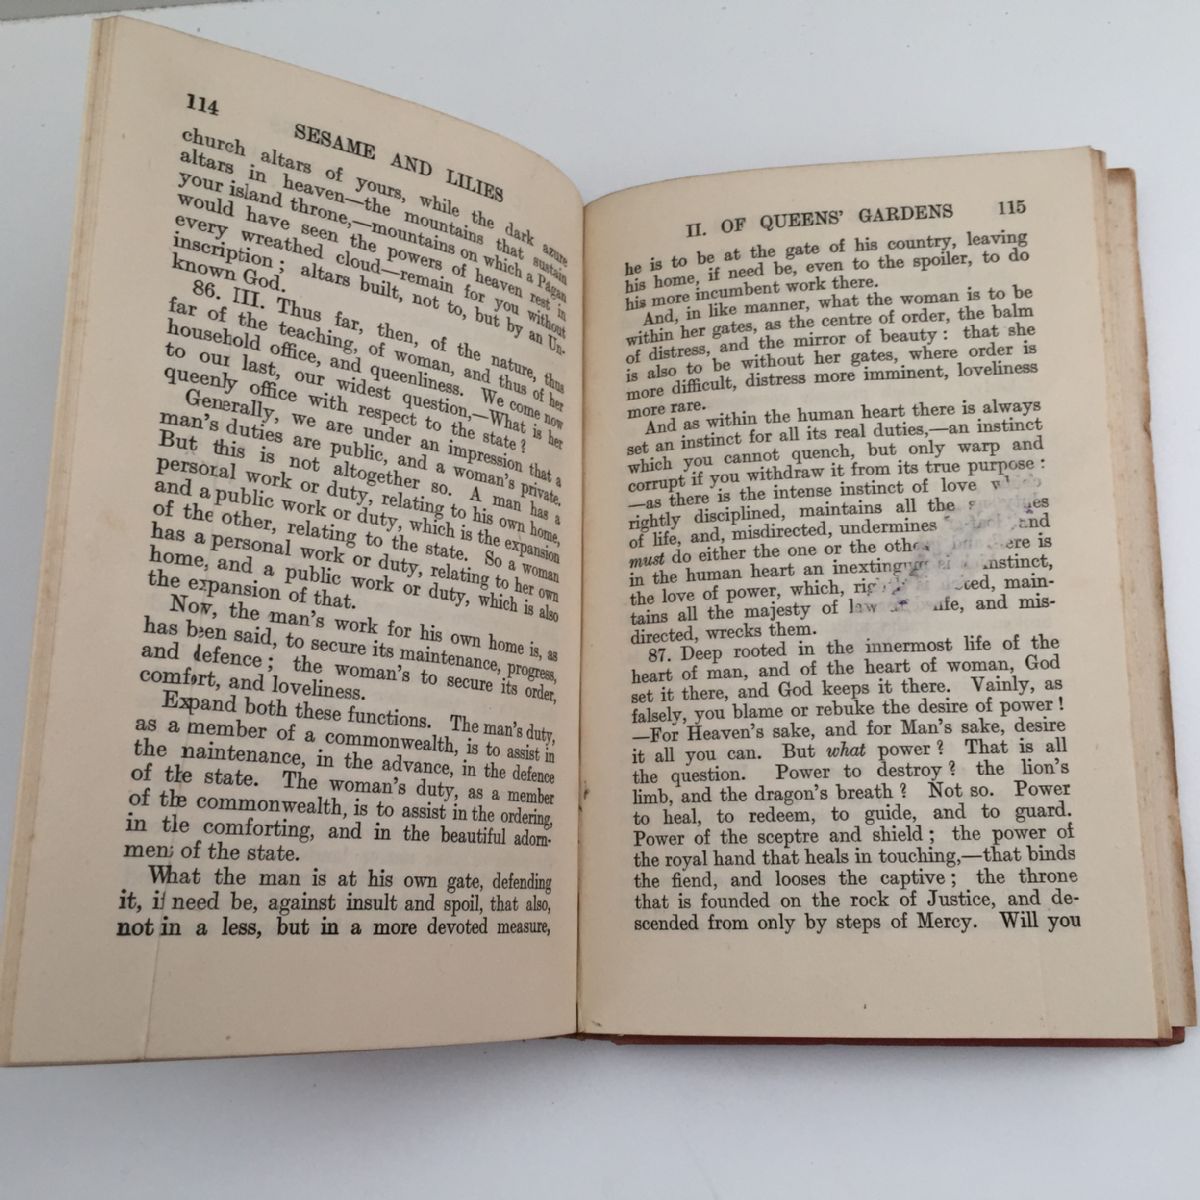 114
SESAME AND LILIES
church altars of yours, while the dark azure
altars in heaven—the mountains that sustain
your island throne,—mountains on which a Pagan
would have seen the powers of heaven rest in
every wreathed cloud—remain for you without
inscription; altars built, not to, but by an Un-
known God.
86. III. Thus far, then, of the nature, thus
far of the teaching, of woman, and thus of her
household office, and queenliness. We come now
to our last, our widest question,—What is her
queenly office with respect to the state?
Generally, we are under an impression that a
man's duties are public, and a woman's private.
But this is not altogether so. A man has a
personal work or duty, relating to his own home,
and a public work or duty, which is the expansion
of the other, relating to the state. So a woman
has a personal work or duty, relating to her own
home, and a public work or duty, which is also
the expansion of that.
Now, the man's work for his own home is, as
has been said, to secure its maintenance, progress,
and defence; the woman's to secure its order,
comfort, and loveliness.
Expand both these functions. The man's duty,
as a member of a commonwealth, is to assist in
the maintenance, in the advance, in the defence
of the state. The woman's duty, as a member
of the commonwealth, is to assist in the ordering,
in the comforting, and in the beautiful adorn-
ment of the state.
What the man is at his own gate, defending
it, if need be, against insult and spoil, that also,
not in a less, but in a more devoted measure,
II. OF QUEENS' GARDENS 115
he is to be at the gate of his country, leaving
his home, if need be, even to the spoiler, to do
his more incumbent work there.
And, in like manner, what the woman is to be
within her gates, as the centre of order, the balm
of distress, and the mirror of beauty: that she
is also to be without her gates, where order is
more difficult, distress more imminent, loveliness
more rare.
And as within the human heart there is always
set an instinct for all its real duties,—an instinct
which you cannot quench, but only warp and
corrupt if you withdraw it from its true purpose:
—as there is the intense instinct of love
rightly disciplined, maintains all the
of life, and, misdirected, undermines and
must do either the one or the other is
in the human heart an instinct,
the love of power, which, main-
tains all the majesty of law life, and mis-
directed, wrecks them.
87. Deep rooted in the innermost life of the
heart of man, and of the heart of woman, God
set it there, and God keeps it there. Vainly, as
falsely, you blame or rebuke the desire of power!
—For Heaven's sake, and for Man's sake, desire
it all you can. But what power? That is all
the question. Power to destroy? the lion's
limb, and the dragon's breath? Not so. Power
to heal, to redeem, to guide, and to guard.
Power of the sceptre and shield; the power of
the royal hand that heals in touching,—that binds
the fiend, and looses the captive; the throne
that is founded on the rock of Justice, and de-
scended from only by steps of Mercy. Will you